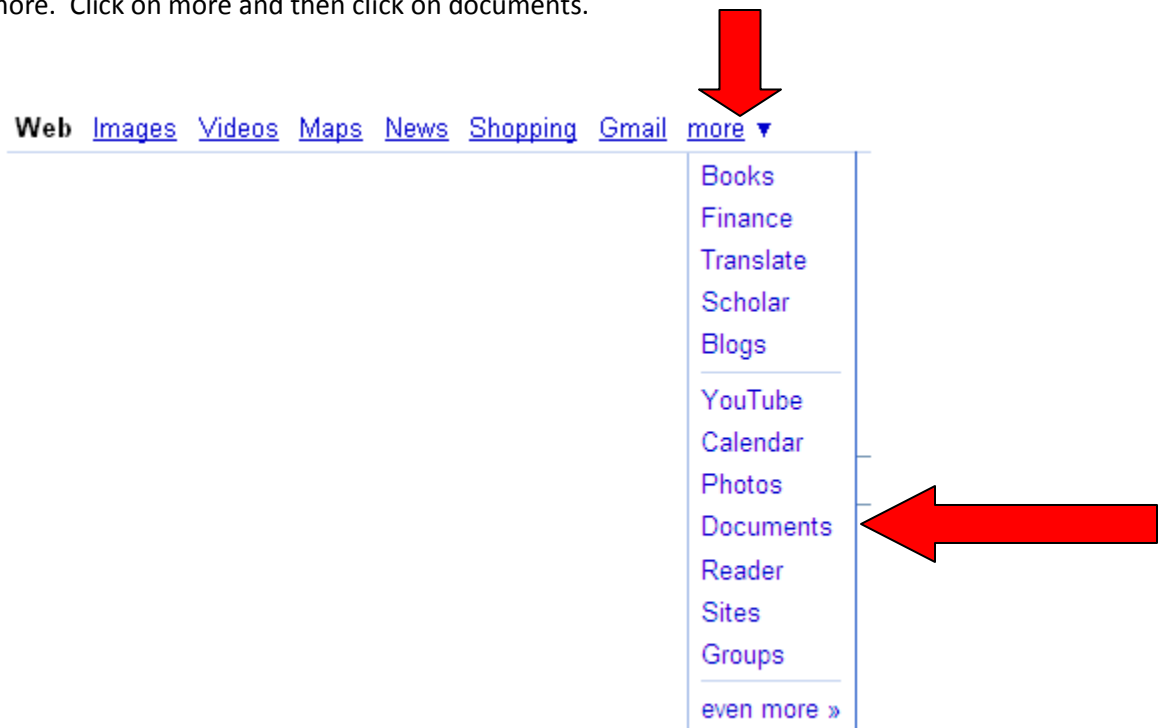 more. Click on more and then click on documents.
Web Images Videos Maps News Shopping Gmail more ▼
Books
Finance
Translate
Scholar
Blogs
YouTube
Calendar
Photos
Documents
Reader
Sites
Groups
even more »